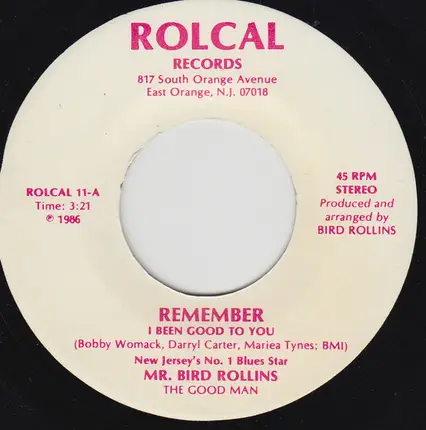 ROLCAL
RECORDS
817 South Orange Avenue
East Orange, N.J. 07018
ROLCAL 11-A
Time: 3:21
℗ 1986
45 RPM
STEREO
Produced and
arranged by
BIRD ROLLINS
REMEMBER
I BEEN GOOD TO YOU
(Bobby Womack, Darryl Carter, Mariea Tynes; BMI)
New Jersey's No. 1 Blues Star
MR. BIRD ROLLINS
THE GOOD MAN